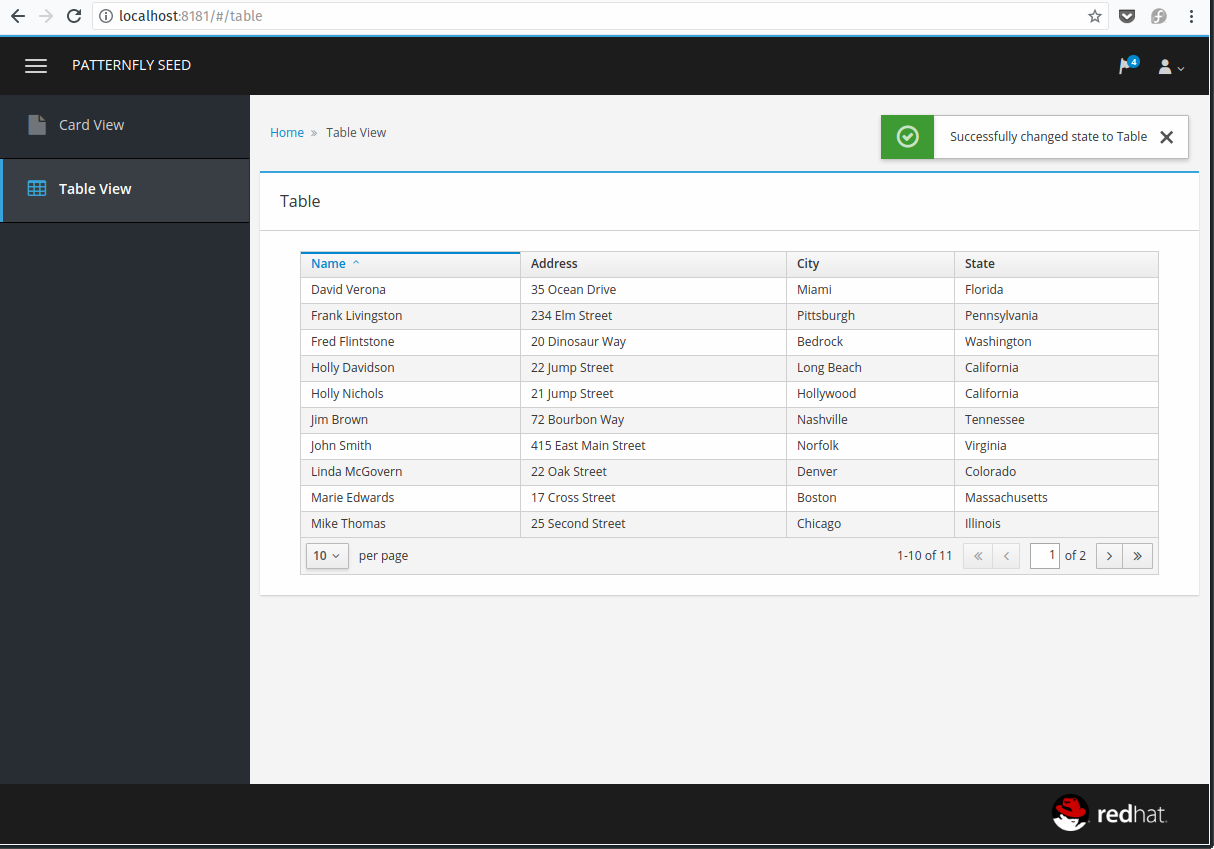 localhost:8181/#/table
PATTERNFLY SEED
4
Card View
Table View
Home » Table View
Successfully changed state to Table
Table
Name Address City State
David Verona 35 Ocean Drive Miami Florida
Frank Livingston 234 Elm Street Pittsburgh Pennsylvania
Fred Flintstone 20 Dinosaur Way Bedrock Washington
Holly Davidson 22 Jump Street Long Beach California
Holly Nichols 21 Jump Street Hollywood California
Jim Brown 72 Bourbon Way Nashville Tennessee
John Smith 415 East Main Street Norfolk Virginia
Linda McGovern 22 Oak Street Denver Colorado
Marie Edwards 17 Cross Street Boston Massachusetts
Mike Thomas 25 Second Street Chicago Illinois
10 per page 1-10 of 11 « ‹ 1 of 2 › »
redhat.